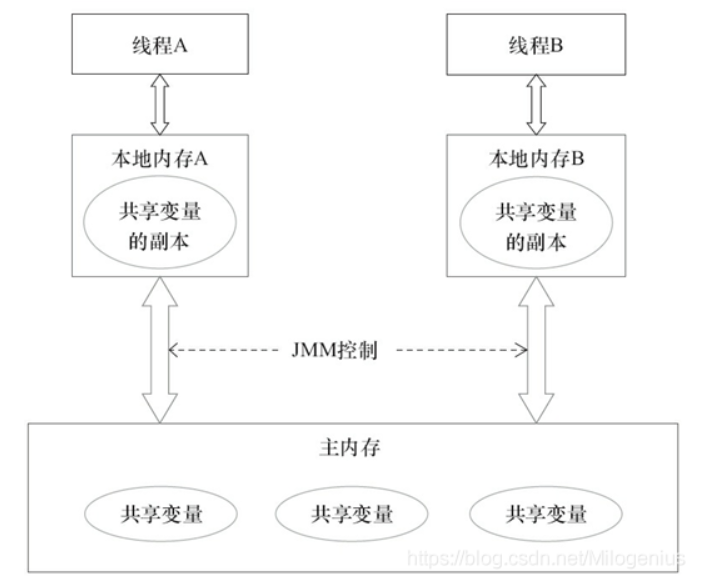 线程A
线程B
本地内存A
共享变量
的副本
本地内存B
共享变量
的副本
JMM控制
主内存
共享变量
共享变量
共享变量
https://blog.csdn.net/Milogenius